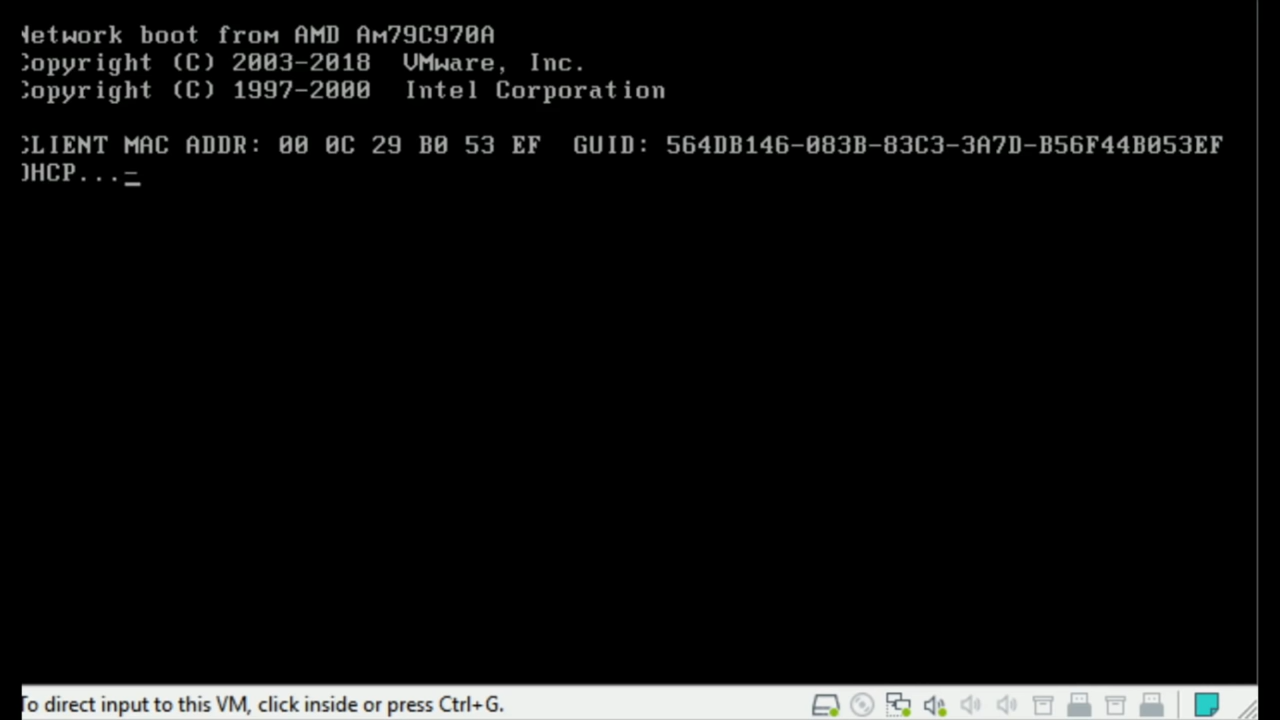 Network boot from AMD Am79C970A
Copyright (C) 2003-2018 VMware, Inc.
Copyright (C) 1997-2000 Intel Corporation
CLIENT MAC ADDR: 00 0C 29 B0 53 EF GUID: 564DB146-083B-83C3-3A7D-B56F44B053EF
DHCP...-
To direct input to this VM, click inside or press Ctrl+G.